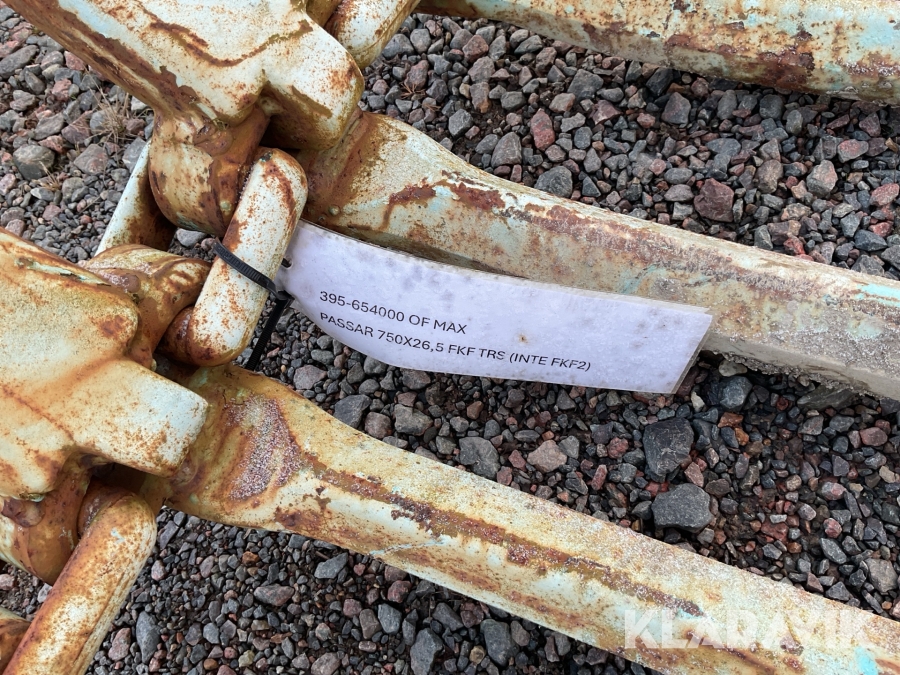 395-654000 OF MAX
PASSAR 750X26,5 FKF TRS (INTE FKF2)
KLARAVIK